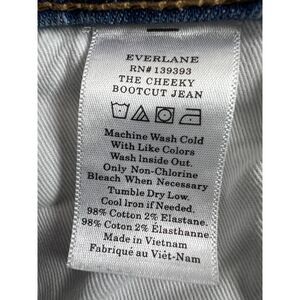 EVERLANE
RN# 139393
THE CHEEKY
BOOTCUT JEAN
Machine Wash Cold
With Like Colors
Wash Inside Out.
Only Non-Chlorine
Bleach When Necessary
Tumble Dry Low.
Cool Iron if Needed.
98% Cotton 2% Elastane.
98% Coton 2% Elasthanne.
Made in Vietnam
Fabriqué au Viêt-Nam